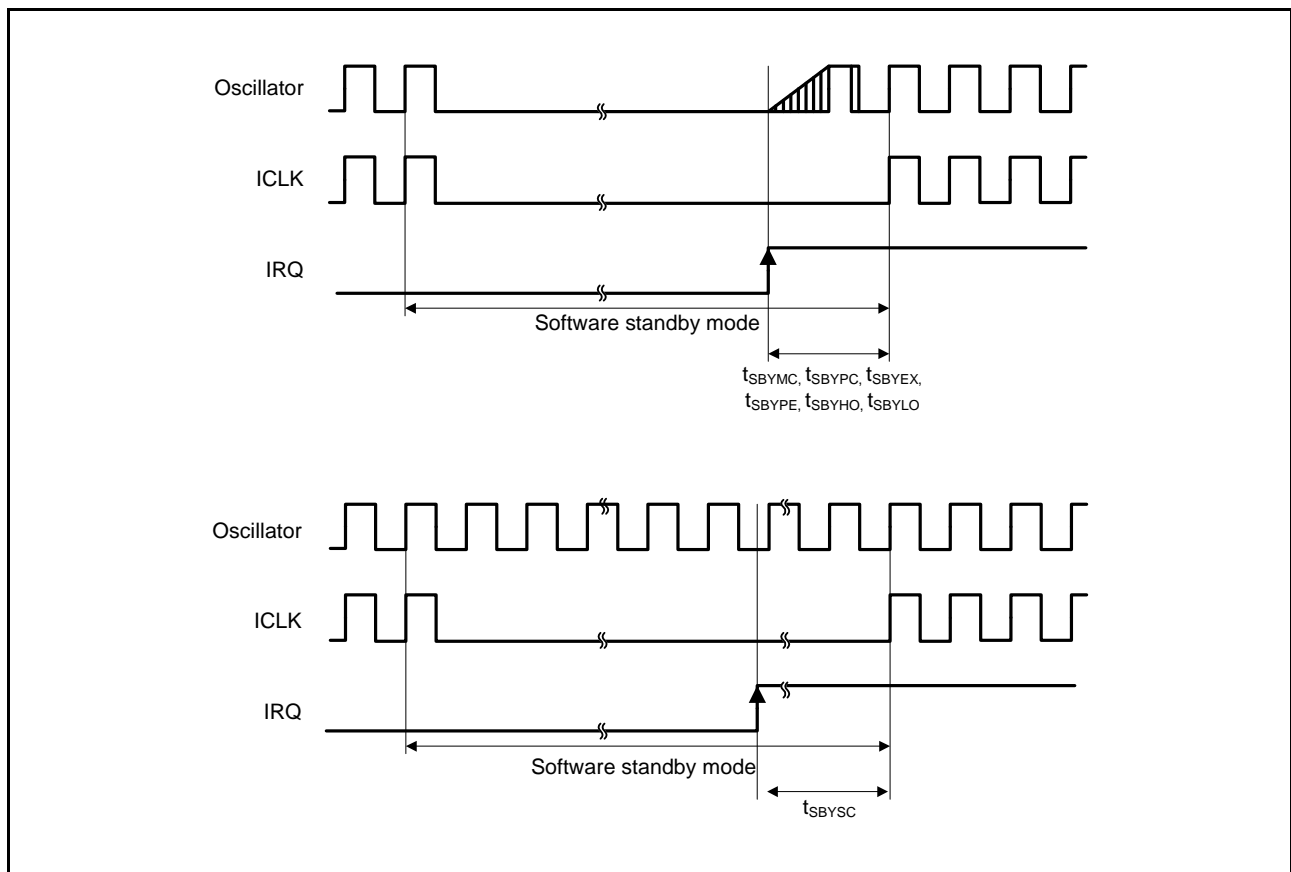 Oscillator
ICLK
IRQ
Software standby mode
tSBYMC, tSBYPC, tSBYEX,
tSBYPE, tSBYHO, tSBYLO
Oscillator
ICLK
IRQ
Software standby mode
tSBYSC